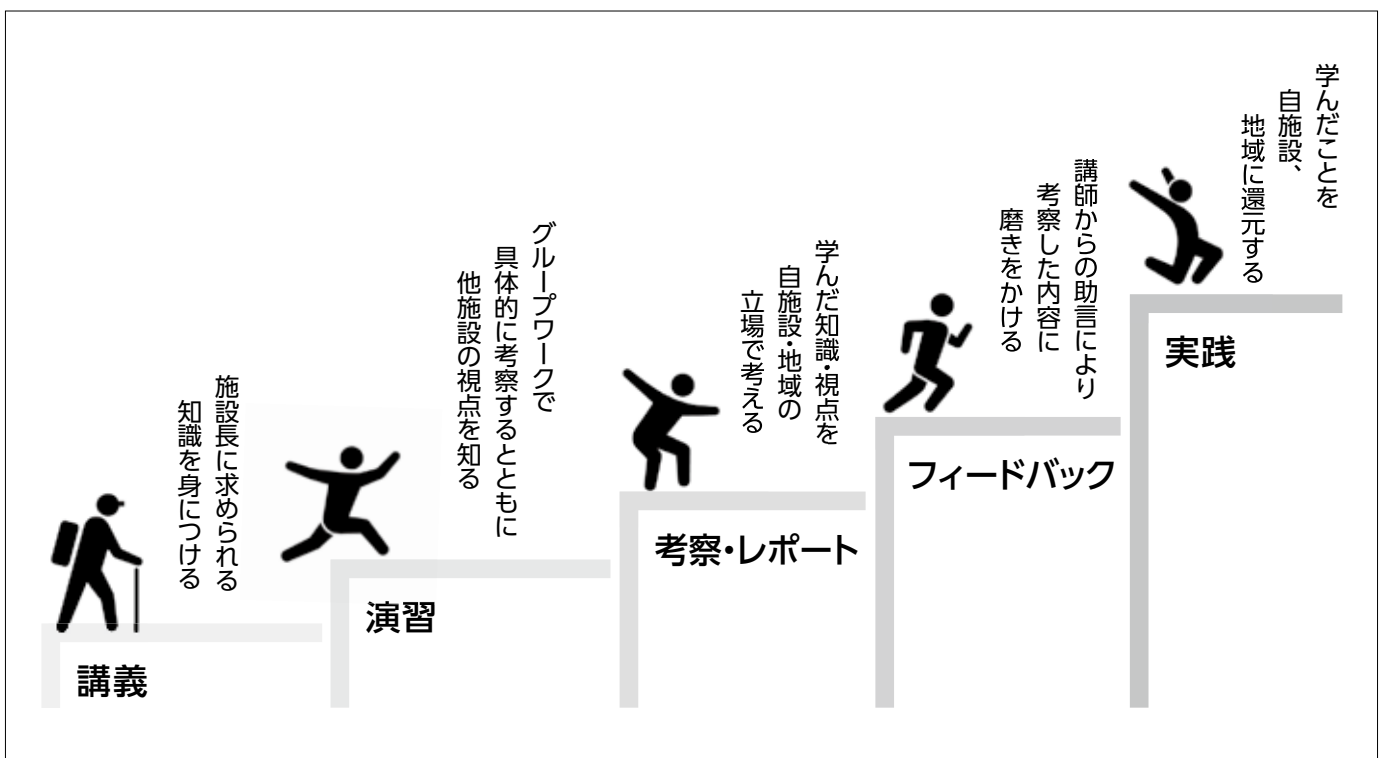 施設長に求められる
知識を身につける
講義
グループワークで
具体的に考察するとともに
他施設の視点を知る
演習
学んだ知識・視点を
自施設・地域の
立場で考える
考察・レポート
講師からの助言により
考察した内容に
磨きをかける
フィードバック
学んだことを
自施設、
地域に還元する
実践